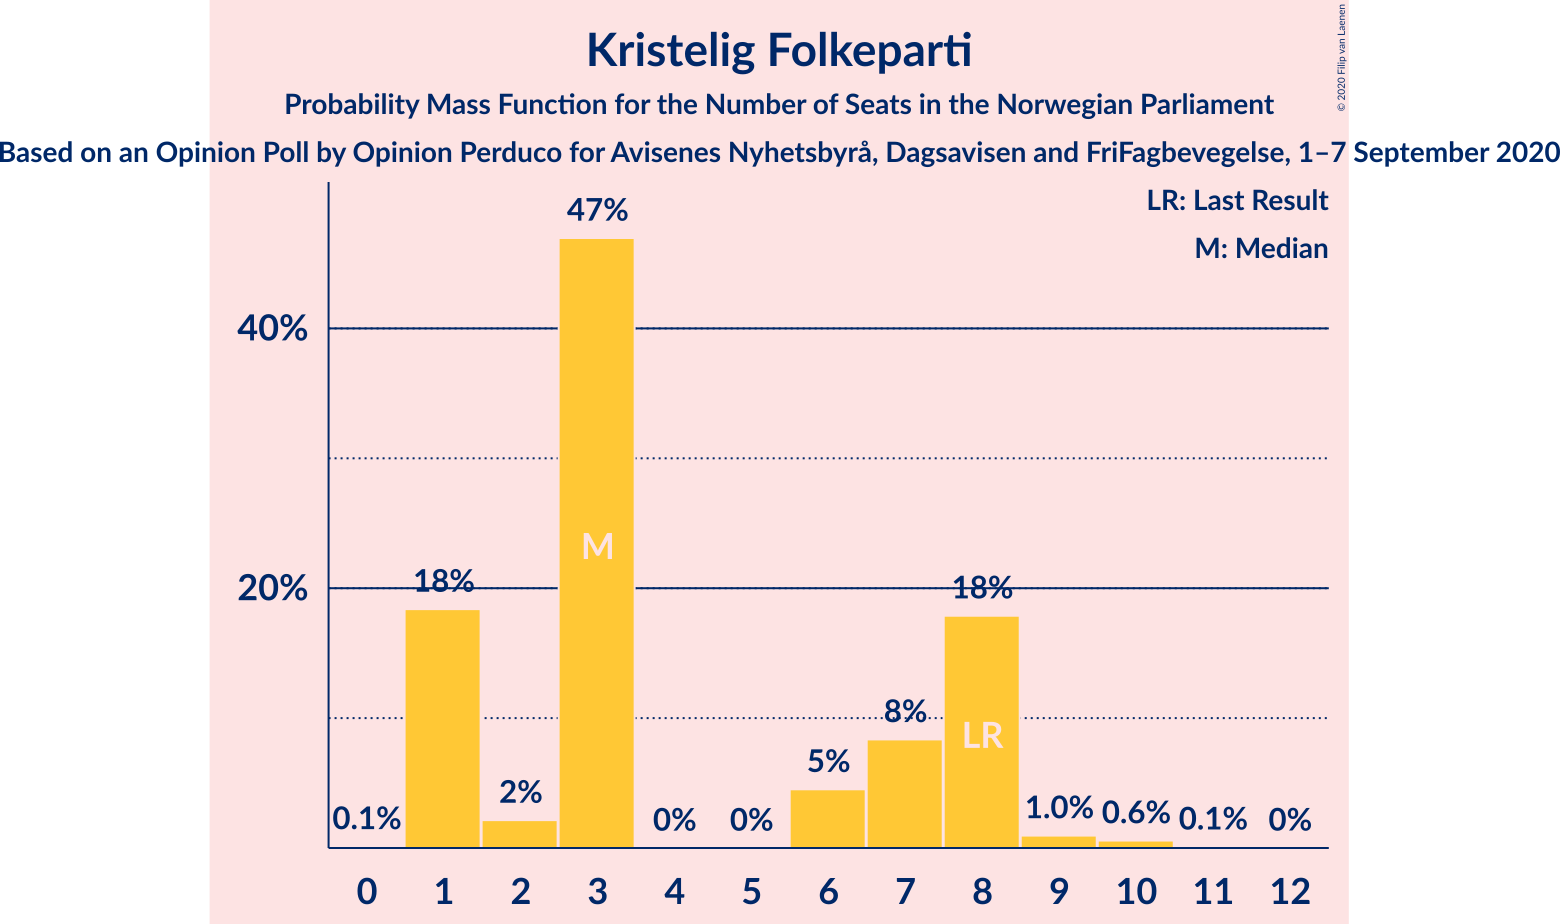 Kristelig Folkeparti
Probability Mass Function for the Number of Seats in the Norwegian Parliament
Based on an Opinion Poll by Opinion Perduco for Avisenes Nyhetsbyrå, Dagsavisen and FriFagbevegelse, 1–7 September 2020
© 2020 Filip van Laenen
LR: Last Result
M: Median
47%
40%
M
20%
18%
18%
8%
LR
5%
2%
0.1%
0%
0%
1.0%
0.6%
0.1%
0%
0 1 2 3 4 5 6 7 8 9 10 11 12